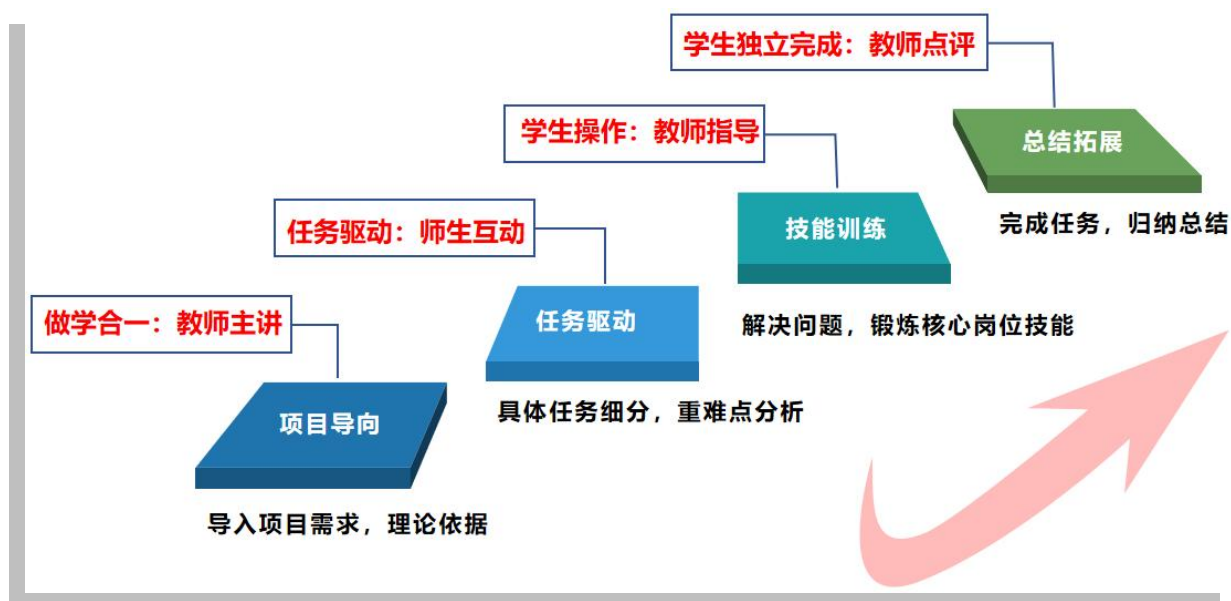 学生独立完成：教师点评
总结拓展
完成任务，归纳总结
学生操作：教师指导
技能训练
解决问题，锻炼核心岗位技能
任务驱动：师生互动
任务驱动
具体任务细分，重难点分析
做学合一：教师主讲
项目导向
导入项目需求，理论依据